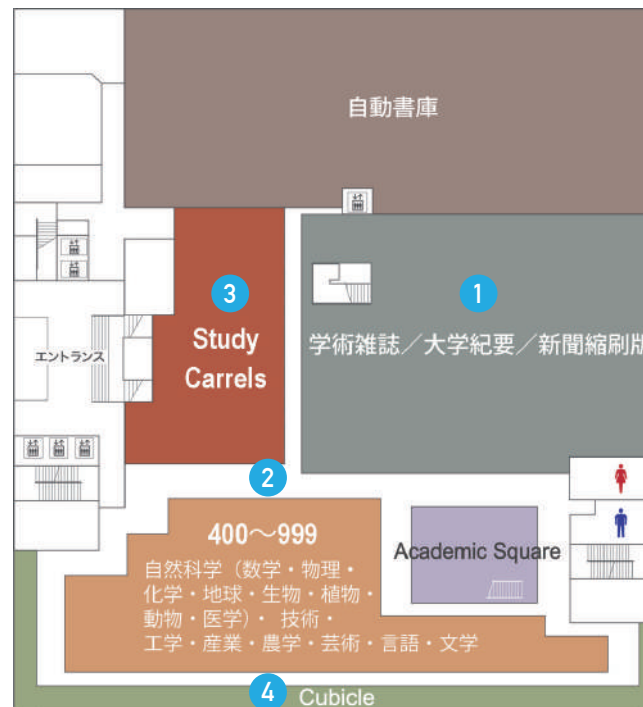 自動書庫
3
1
Study
Carrels
学術雑誌／大学紀要／新聞縮刷版
エントランス
2
400〜999
自然科学（数学・物理・
化学・地球・生物・植物・
動物・医学）・ 技術・
工学・産業・農学・芸術・言語・文学
Academic Square
4
Cubicle